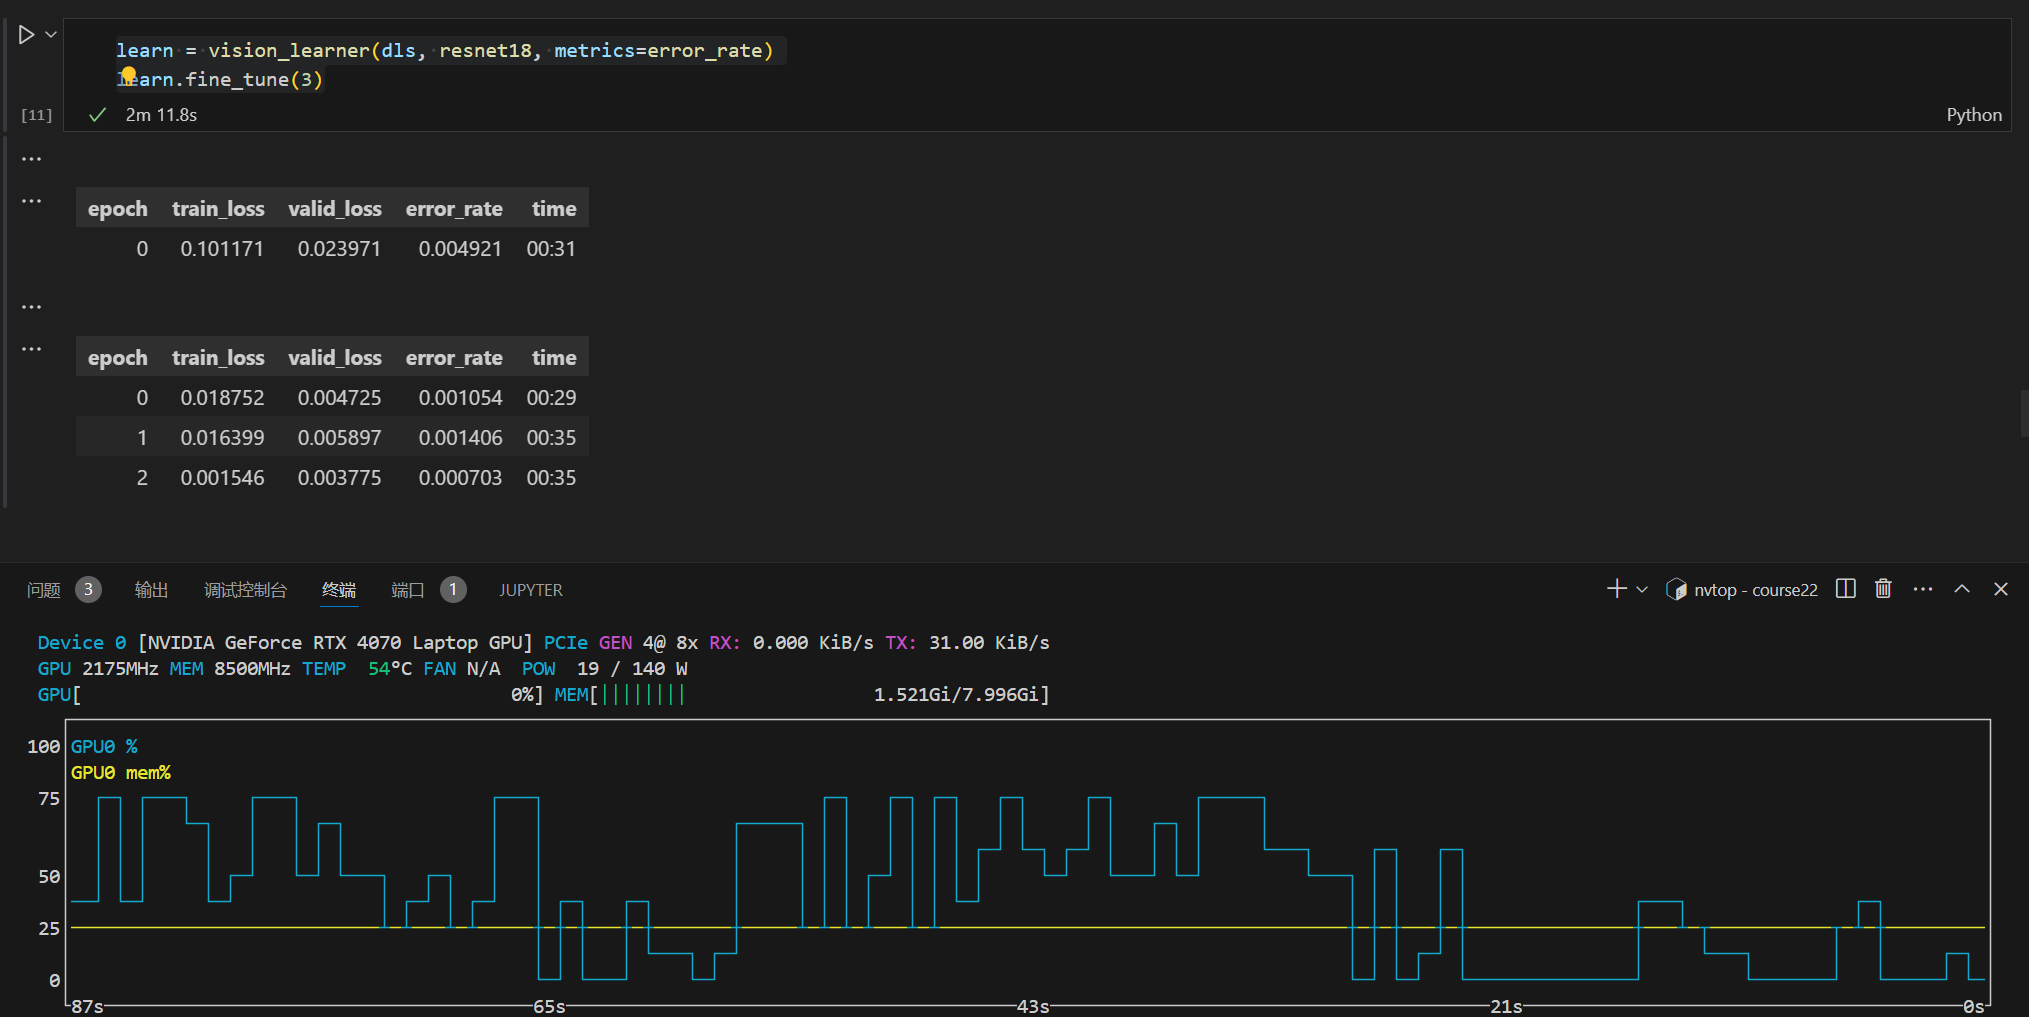 learn = vision_learner(dls, resnet18, metrics=error_rate)
learn.fine_tune(3)
[11] 2m 11.8s Python
...
...
epoch train_loss valid_loss error_rate time
0 0.101171 0.023971 0.004921 00:31
...
...
epoch train_loss valid_loss error_rate time
0 0.018752 0.004725 0.001054 00:29
1 0.016399 0.005897 0.001406 00:35
2 0.001546 0.003775 0.000703 00:35
问题 3 输出 调试控制台 终端 端口 1 JUPYTER nvtop - course22
Device 0 [NVIDIA GeForce RTX 4070 Laptop GPU] PCIe GEN 4@ 8x RX: 0.000 KiB/s TX: 31.00 KiB/s
GPU 2175MHz MEM 8500MHz TEMP 54°C FAN N/A POW 19 / 140 W
GPU[ 0%] MEM[|||||||| 1.521Gi/7.996Gi]
100 GPU0 %
GPU0 mem%
75
50
25
0
87s 65s 43s 21s 0s